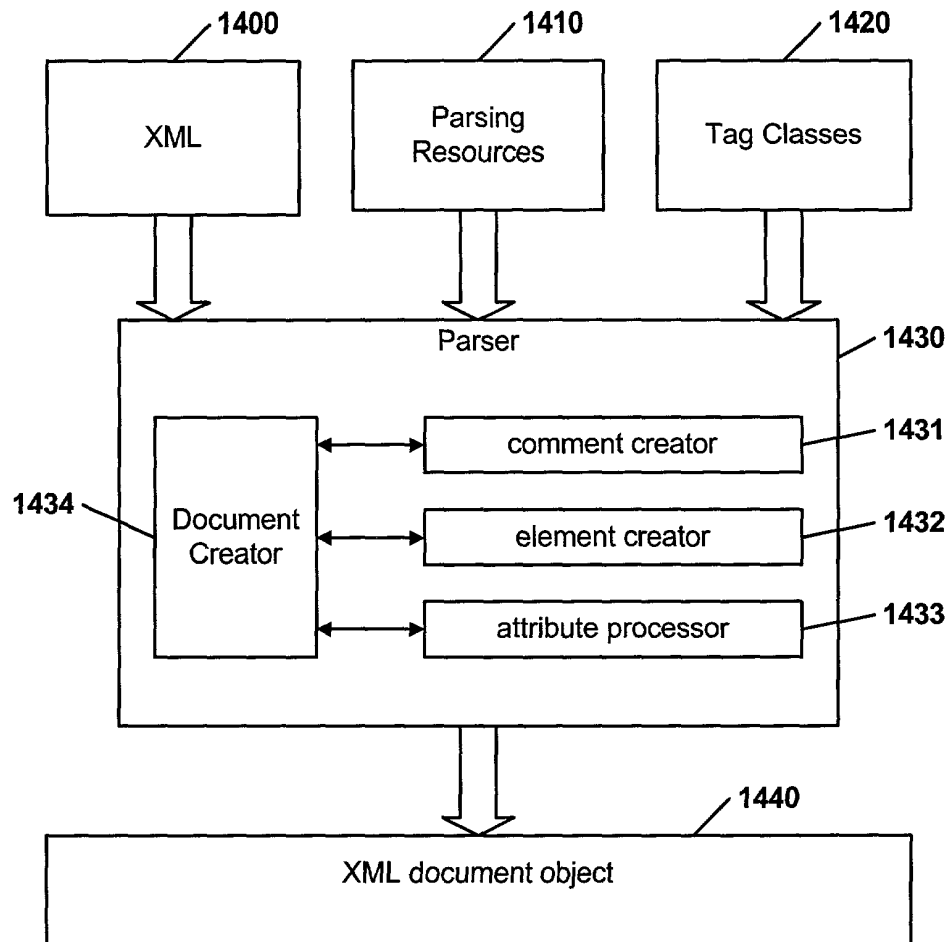 1400
1410
1420
XML
Parsing
Resources
Tag Classes
Parser
1430
comment creator
1431
1434
Document
Creator
element creator
1432
attribute processor
1433
1440
XML document object